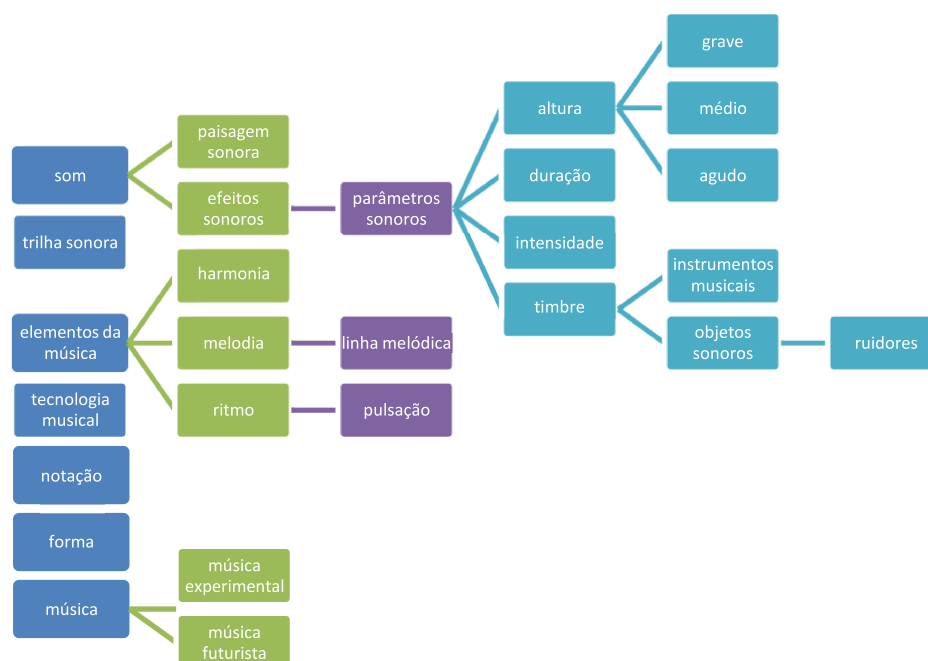 som
paisagem
sonora
efeitos
sonoros
parâmetros
sonoros
altura
grave
médio
agudo
duração
intensidade
timbre
instrumentos
musicais
objetos
sonoros
ruidores
trilha sonora
elementos da
música
harmonia
melodia
linha melódica
ritmo
pulsação
tecnologia
musical
notação
forma
música
música
experimental
música
futurista